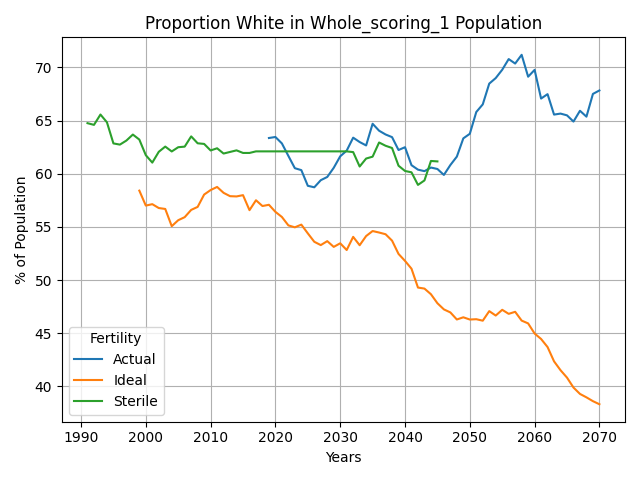 Proportion White in Whole_scoring_1 Population
% of Population
70
65
60
55
50
45
40
Fertility
Actual
Ideal
Sterile
1990 2000 2010 2020 2030 2040 2050 2060 2070
Years